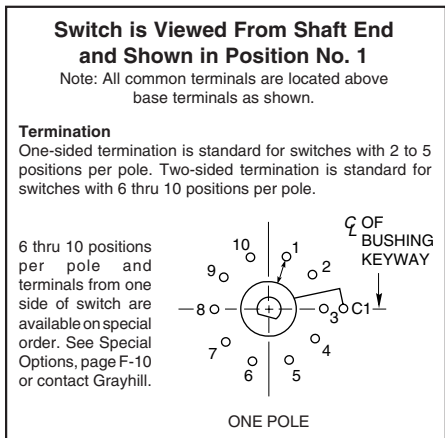 Switch is Viewed From Shaft End
and Shown in Position No. 1
Note: All common terminals are located above
base terminals as shown.
Termination
One-sided termination is standard for switches with 2 to 5
positions per pole. Two-sided termination is standard for
switches with 6 thru 10 positions per pole.
6 thru 10 positions
per pole and
terminals from one
side of switch are
available on special
order. See Special
Options, page F-10
or contact Grayhill.
℄ OF
BUSHING
KEYWAY
10
1
9
2
8
3
C1
7
4
6
5
ONE POLE